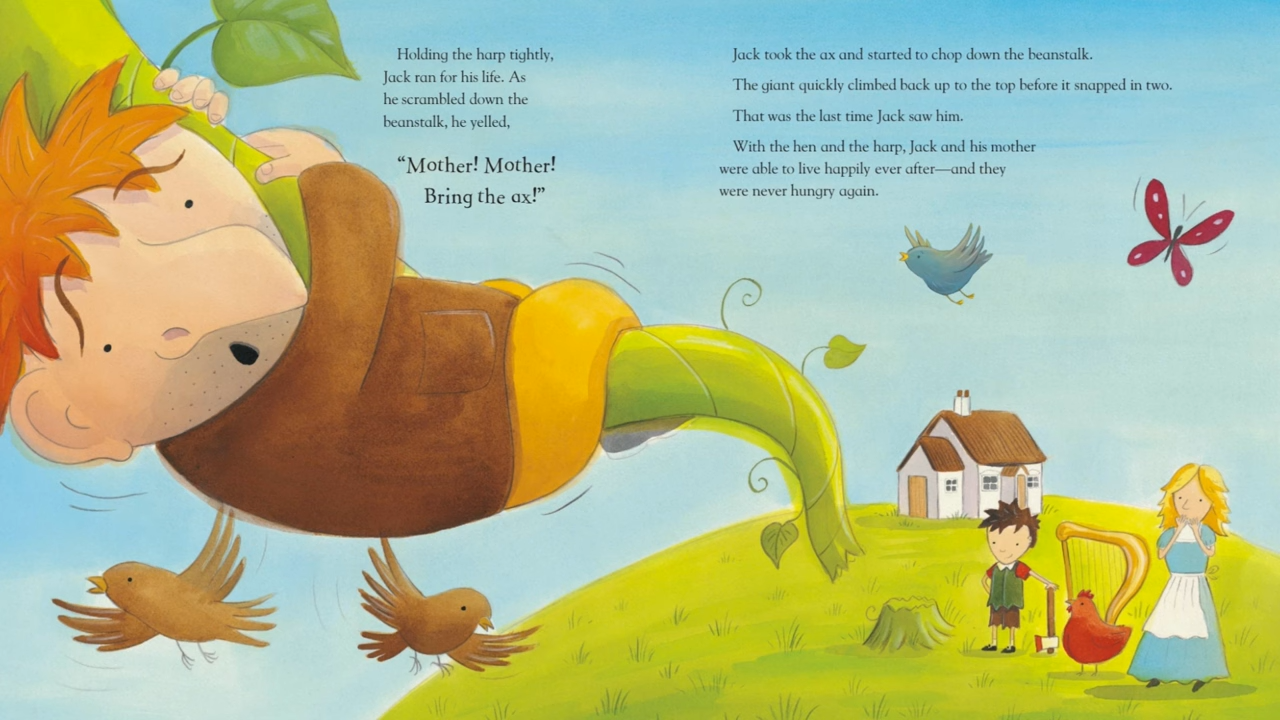 Holding the harp tightly,
Jack ran for his life. As
he scrambled down the
beanstalk, he yelled,
“Mother! Mother!
Bring the ax!”
Jack took the ax and started to chop down the beanstalk.
The giant quickly climbed back up to the top before it snapped in two.
That was the last time Jack saw him.
With the hen and the harp, Jack and his mother
were able to live happily ever after—and they
were never hungry again.